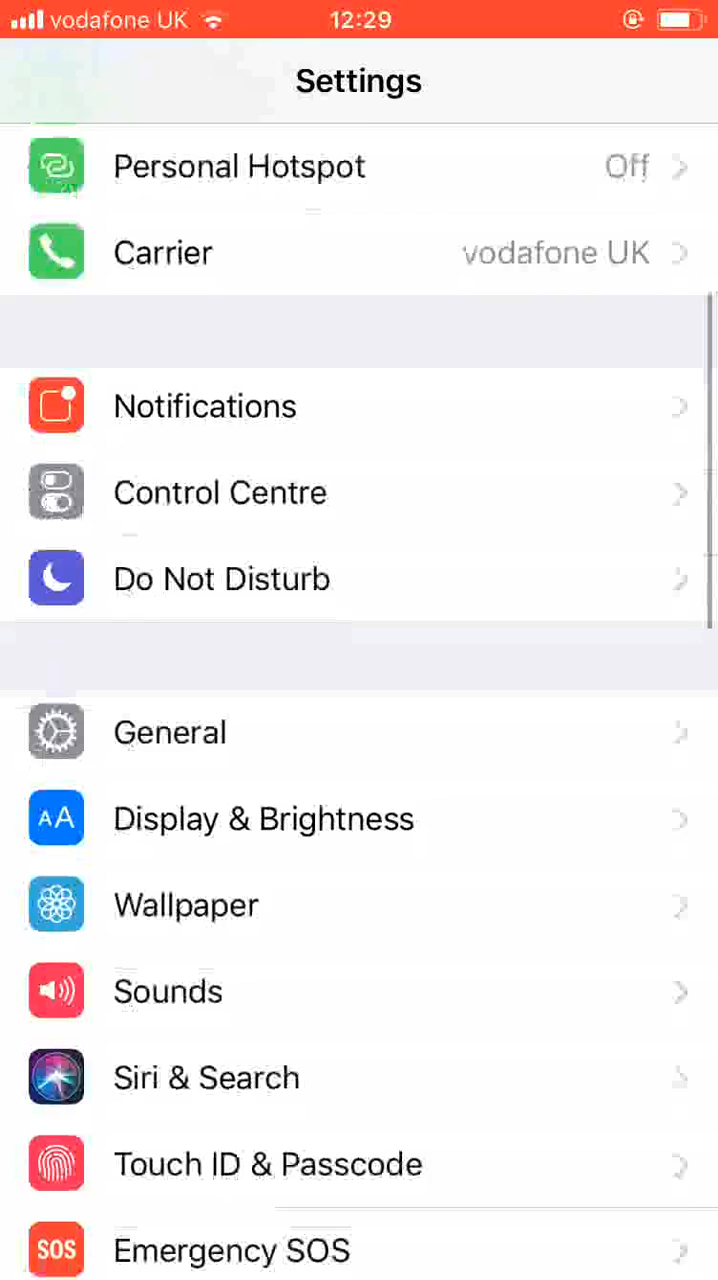 vodafone UK 12:29
Settings
Personal Hotspot Off
Carrier vodafone UK
Notifications
Control Centre
Do Not Disturb
General
AA Display & Brightness
Wallpaper
Sounds
Siri & Search
Touch ID & Passcode
SOS Emergency SOS